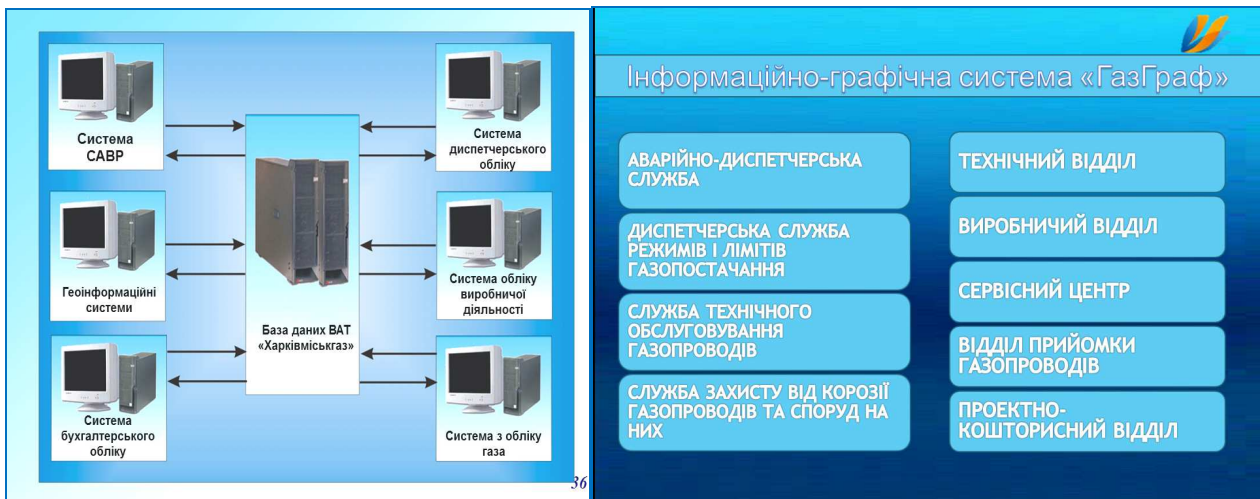 Система
САВР
Геоінформаційні
системи
Система
бухгалтерського
обліку
База даних ВАТ
«Харківміськгаз»
Система
диспетчерського
обліку
Система обліку
виробничої
діяльності
Система з обліку
газа
36
Інформаційно-графічна система «ГазГраф»
АВАРІЙНО-ДИСПЕТЧЕРСЬКА
СЛУЖБА
ДИСПЕТЧЕРСЬКА СЛУЖБА
РЕЖИМІВ І ЛІМІТІВ
ГАЗОПОСТАЧАННЯ
СЛУЖБА ТЕХНІЧНОГО
ОБСЛУГОВУВАННЯ
ГАЗОПРОВОДІВ
СЛУЖБА ЗАХИСТУ ВІД КОРОЗІЇ
ГАЗОПРОВОДІВ ТА СПОРУД НА
НИХ
ТЕХНІЧНИЙ ВІДДІЛ
ВИРОБНИЧИЙ ВІДДІЛ
СЕРВІСНИЙ ЦЕНТР
ВІДДІЛ ПРИЙОМКИ
ГАЗОПРОВОДІВ
ПРОЕКТНО-
КОШТОРИСНИЙ ВІДДІЛ